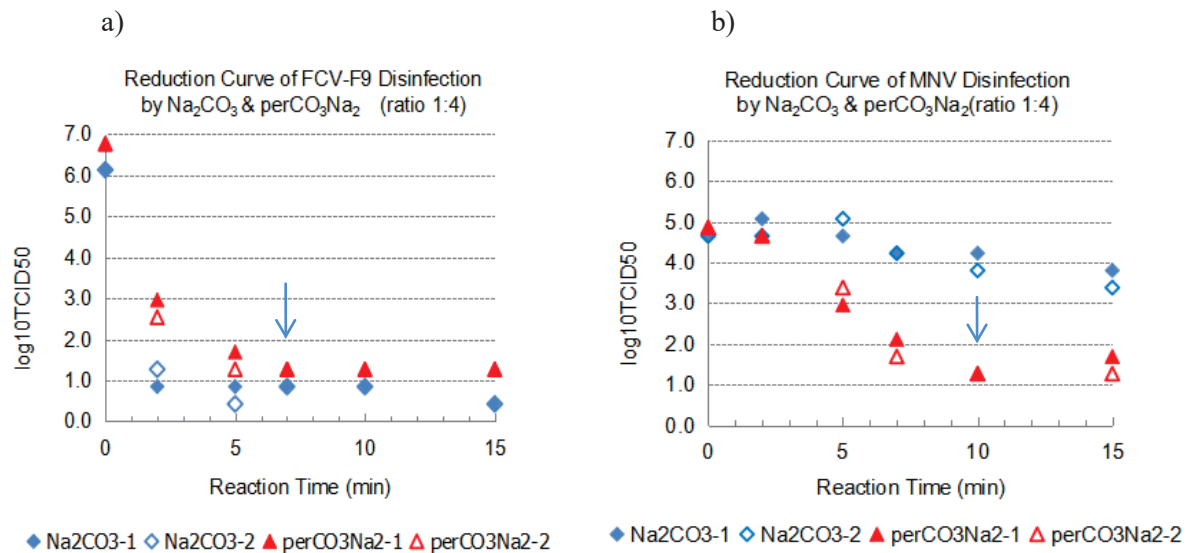 a)
Reduction Curve of FCV-F9 Disinfection
by Na₂CO₃ & perCO₃Na₂ (ratio 1:4)
7.0
6.0
5.0
4.0
3.0
2.0
1.0
0.0
log10TCID50
0 5 10 15
Reaction Time (min)
Na2CO3-1 Na2CO3-2 perCO3Na2-1 perCO3Na2-2
b)
Reduction Curve of MNV Disinfection
by Na₂CO₃ & perCO₃Na₂(ratio 1:4)
7.0
6.0
5.0
4.0
3.0
2.0
1.0
0.0
log10TCID50
0 5 10 15
Reaction Time (min)
Na2CO3-1 Na2CO3-2 perCO3Na2-1 perCO3Na2-2